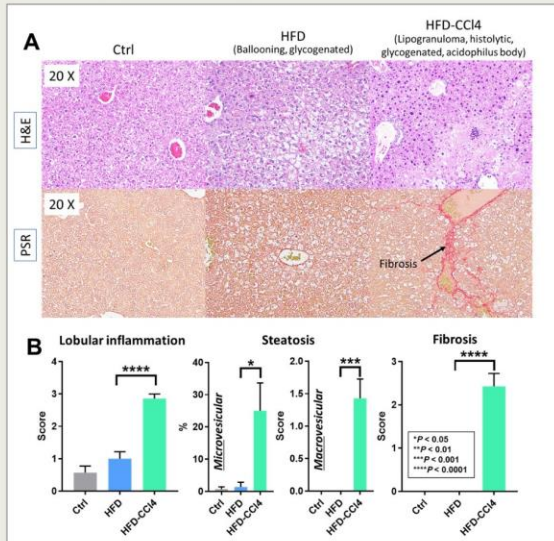 A
Ctrl
HFD
(Ballooning, glycogenated)
HFD-CCl4
(Lipogranuloma, histolytic,
glycogenated, acidophilus body)
H&E
20 X
PSR
20 X
Fibrosis
B
Lobular inflammation
****
Score
4
3
2
1
0
Ctrl
HFD
HFD-CCl4
Steatosis
*
%
Microvesicular
40
30
20
10
0
Ctrl
HFD
HFD-CCl4
***
Score
Macrovesicular
2.0
1.5
1.0
0.5
0.0
Ctrl
HFD
HFD-CCl4
Fibrosis
****
Score
3
2
1
0
*P < 0.05
**P < 0.01
***P < 0.001
****P < 0.0001
Ctrl
HFD
HFD-CCl4